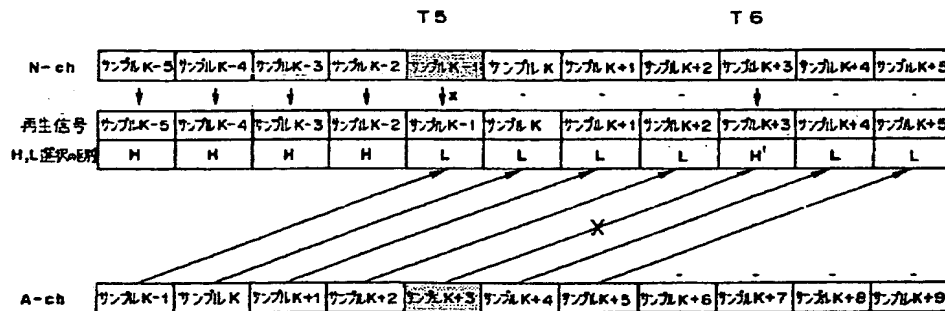 T5 T6
N-ch サンプルK-5 サンプルK-4 サンプルK-3 サンプルK-2 サンプルK-1 サンプルK サンプルK+1 サンプルK+2 サンプルK+3 サンプルK+4 サンプルK+5
x - - - - -
再生信号 サンプルK-5 サンプルK-4 サンプルK-3 サンプルK-2 サンプルK-1 サンプルK サンプルK+1 サンプルK+2 サンプルK+3 サンプルK+4 サンプルK+5
H,L選択の H H H H L L L L H' L L
X
- - - -
A-ch サンプルK-1 サンプルK サンプルK+1 サンプルK+2 サンプルK+3 サンプルK+4 サンプルK+5 サンプルK+6 サンプルK+7 サンプルK+8 サンプルK+9